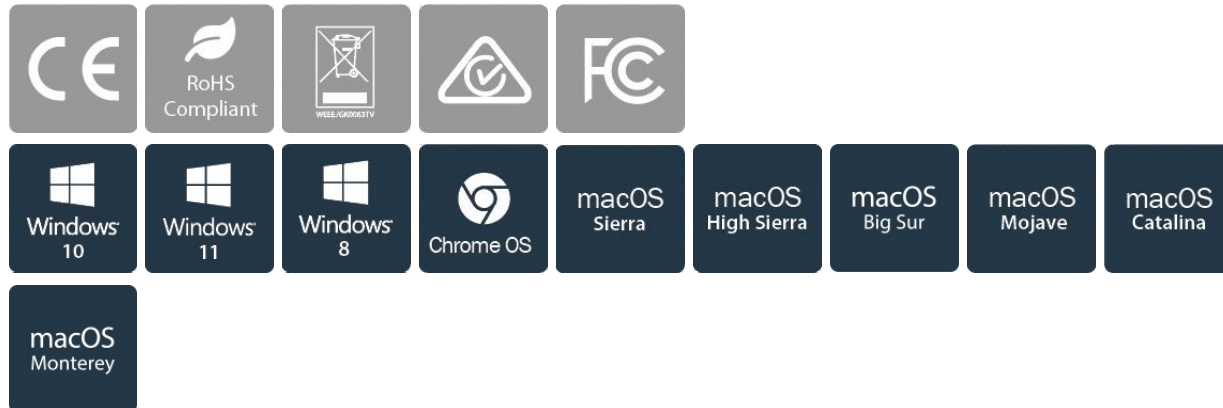 CE
RoHS
Compliant
WEEE/GK0063TV
FC
Windows
10
Windows
11
Windows
8
Chrome OS
macOS
Sierra
macOS
High Sierra
macOS
Big Sur
macOS
Mojave
macOS
Catalina
macOS
Monterey